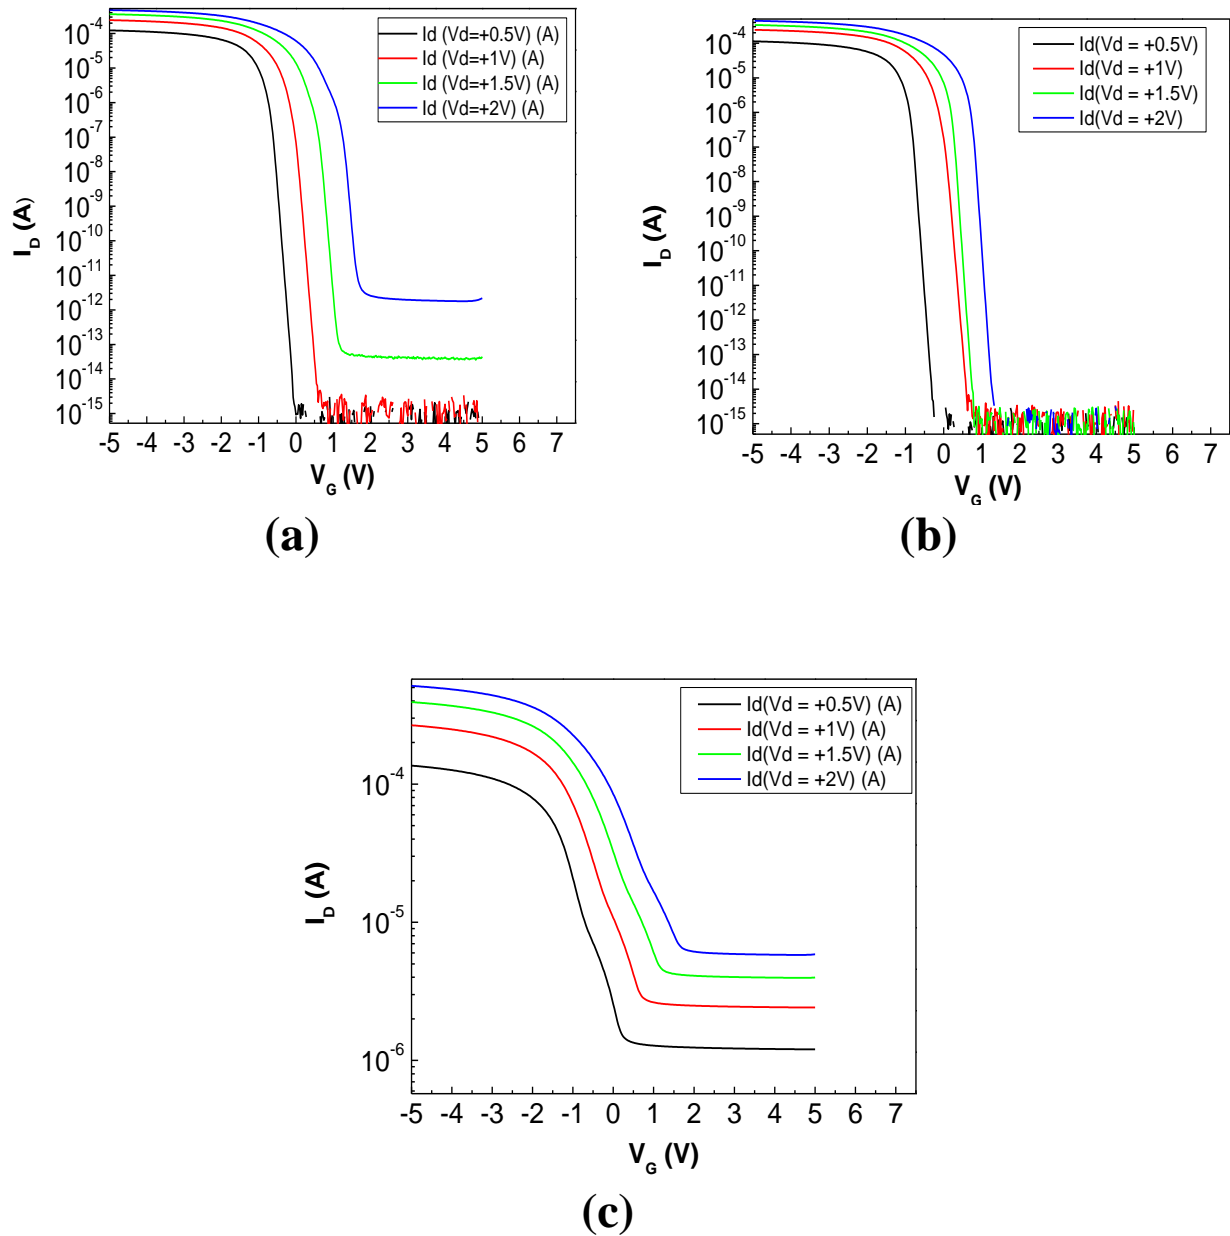 Id (Vd=+0.5V) (A)
Id (Vd=+1V) (A)
Id (Vd=+1.5V) (A)
Id (Vd=+2V) (A)
10-4
10-5
10-6
10-7
10-8
10-9
10-10
10-11
10-12
10-13
10-14
10-15
ID (A)
-5 -4 -3 -2 -1 0 1 2 3 4 5 6 7
VG (V)
(a)
Id(Vd = +0.5V)
Id(Vd = +1V)
Id(Vd = +1.5V)
Id(Vd = +2V)
10-4
10-5
10-6
10-7
10-8
10-9
10-10
10-11
10-12
10-13
10-14
10-15
ID (A)
-5 -4 -3 -2 -1 0 1 2 3 4 5 6 7
VG (V)
(b)
Id(Vd = +0.5V) (A)
Id(Vd = +1V) (A)
Id(Vd = +1.5V) (A)
Id(Vd = +2V) (A)
10-4
10-5
10-6
ID (A)
-5 -4 -3 -2 -1 0 1 2 3 4 5 6 7
VG (V)
(c)